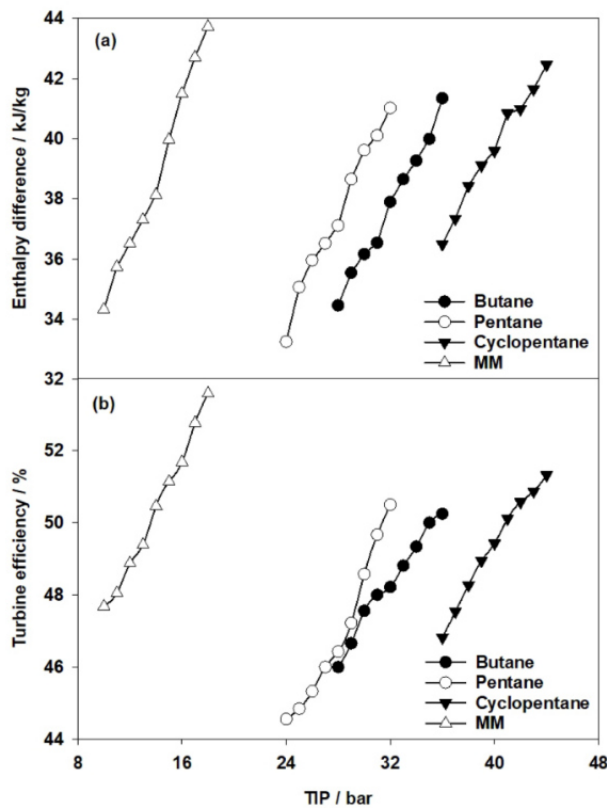 44
(a)
42
40
38
36
34
32
Enthalpy difference / kJ/kg
Butane
Pentane
Cyclopentane
MM
(b)
52
50
48
46
44
Turbine efficiency / %
Butane
Pentane
Cyclopentane
MM
8 16 24 32 40 48
TIP / bar